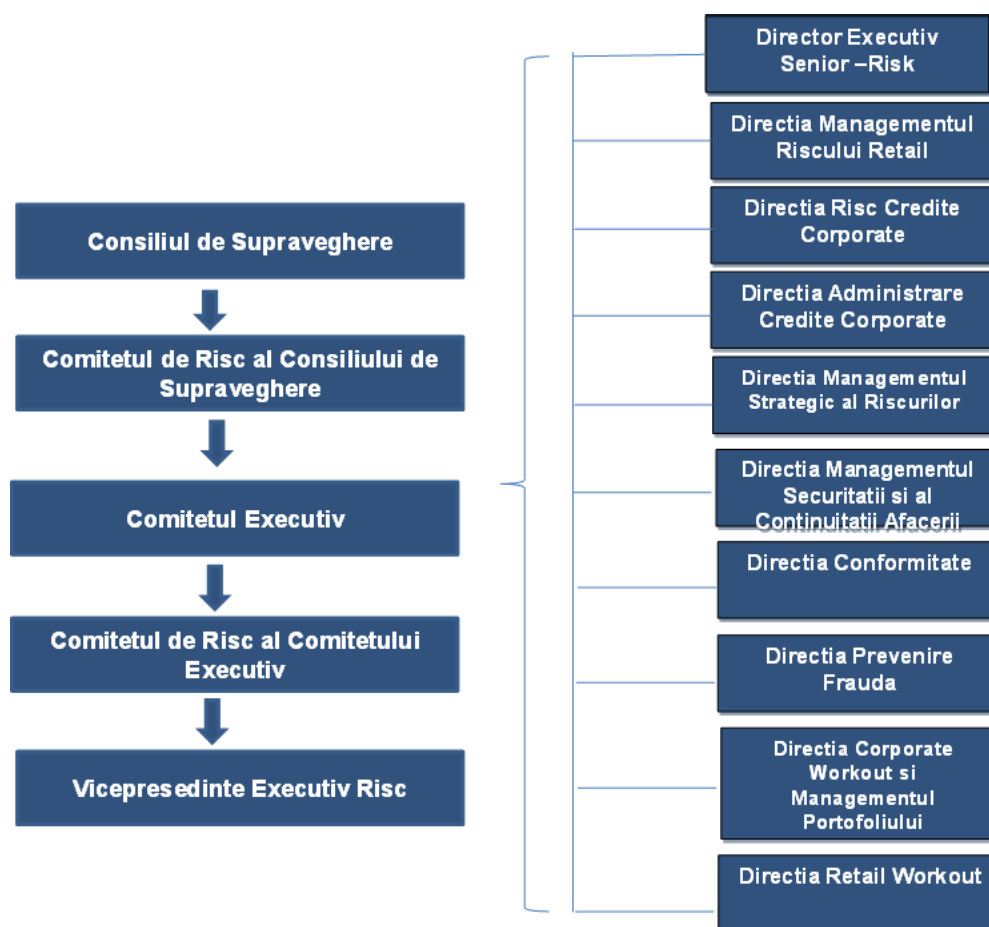 Consiliul de Supraveghere
Comitetul de Risc al Consiliului de
Supraveghere
Comitetul Executiv
Comitetul de Risc al Comitetului
Executiv
Vicepresedinte Executiv Risc
Director Executiv
Senior –Risk
Directia Managementul
Riscului Retail
Directia Risc Credite
Corporate
Directia Administrare
Credite Corporate
Directia Managementul
Strategic al Riscurilor
Directia Managementul
Securitatii si al
Continuitatii Afacerii
Directia Conformitate
Directia Prevenire
Frauda
Directia Corporate
Workout si
Managementul
Portofoliului
Directia Retail Workout